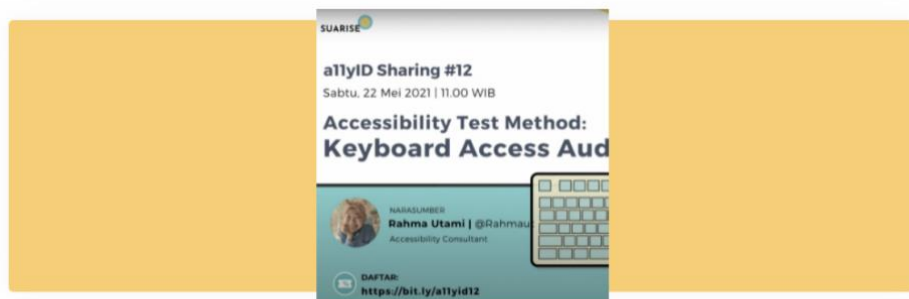 SUARISE
a11yID Sharing #12
Sabtu, 22 Mei 2021 | 11.00 WIB
Accessibility Test Method:
Keyboard Access Aud
NARASUMBER
Rahma Utami | @Rahmau
Accessibility Consultant
DAFTAR:
https://bit.ly/a11yid12